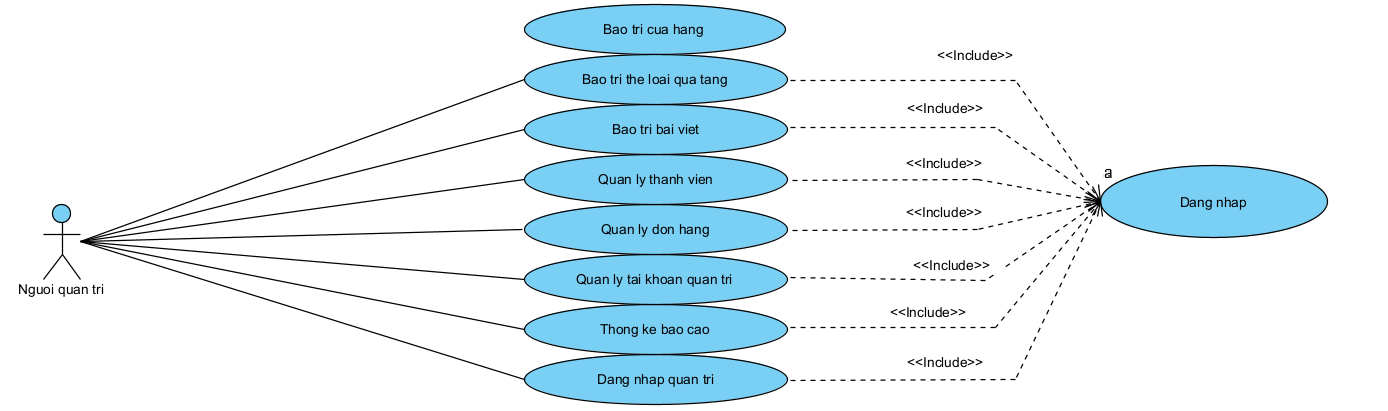 Bao tri cua hang
<<Include>>
Bao tri the loai qua tang
<<Include>>
Bao tri bai viet
<<Include>>
a
Quan ly thanh vien
Dang nhap
<<Include>>
Quan ly don hang
<<Include>>
Quan ly tai khoan quan tri
Nguoi quan tri
<<Include>>
Thong ke bao cao
<<Include>>
Dang nhap quan tri